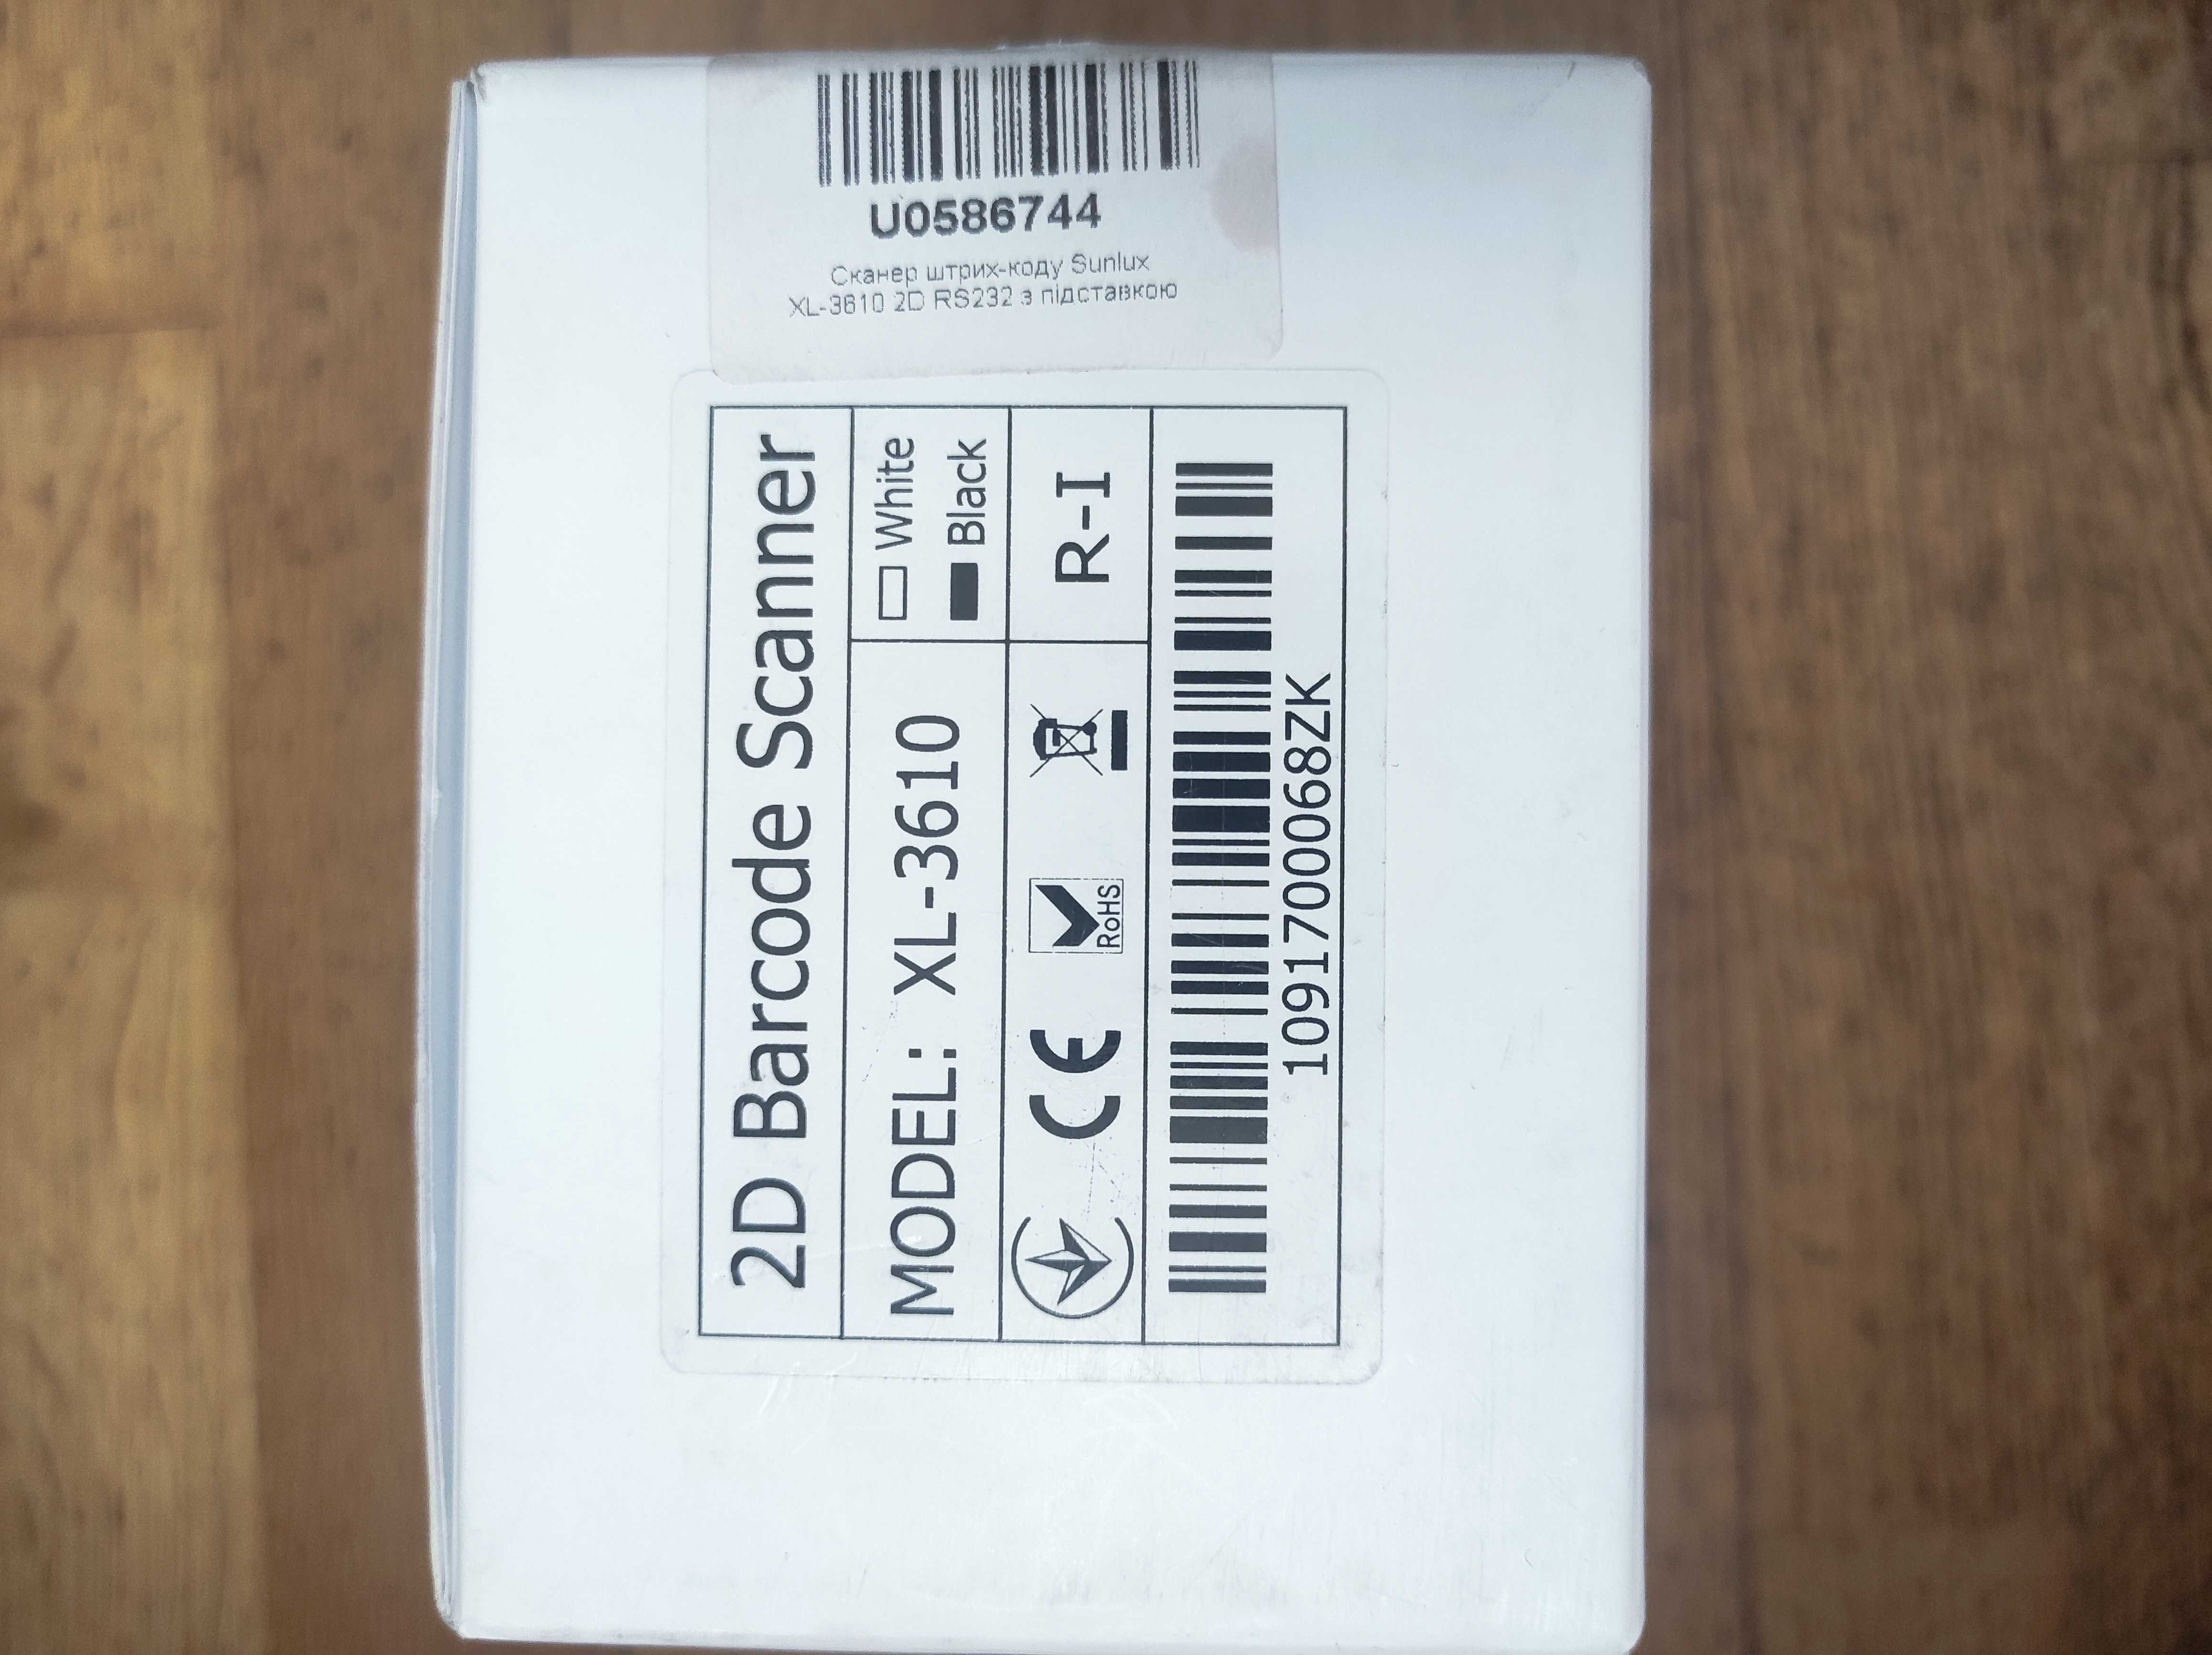 U0586744
Сканер штрих-коду Sunlux
XL-3610 2D RS232 з підставкою
2D Barcode Scanner
MODEL: XL-3610
White
Black
CE
RoHS
R-I
1091700068ZK